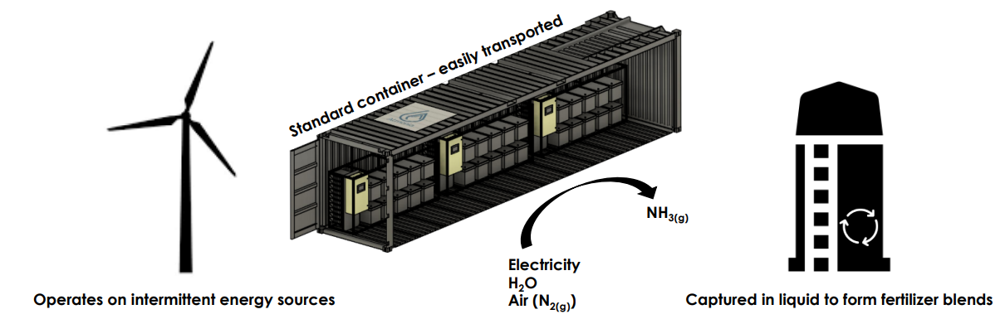 Standard container – easily transported
NH₃(g)
Electricity
H₂O
Air (N₂(g))
Operates on intermittent energy sources
Captured in liquid to form fertilizer blends